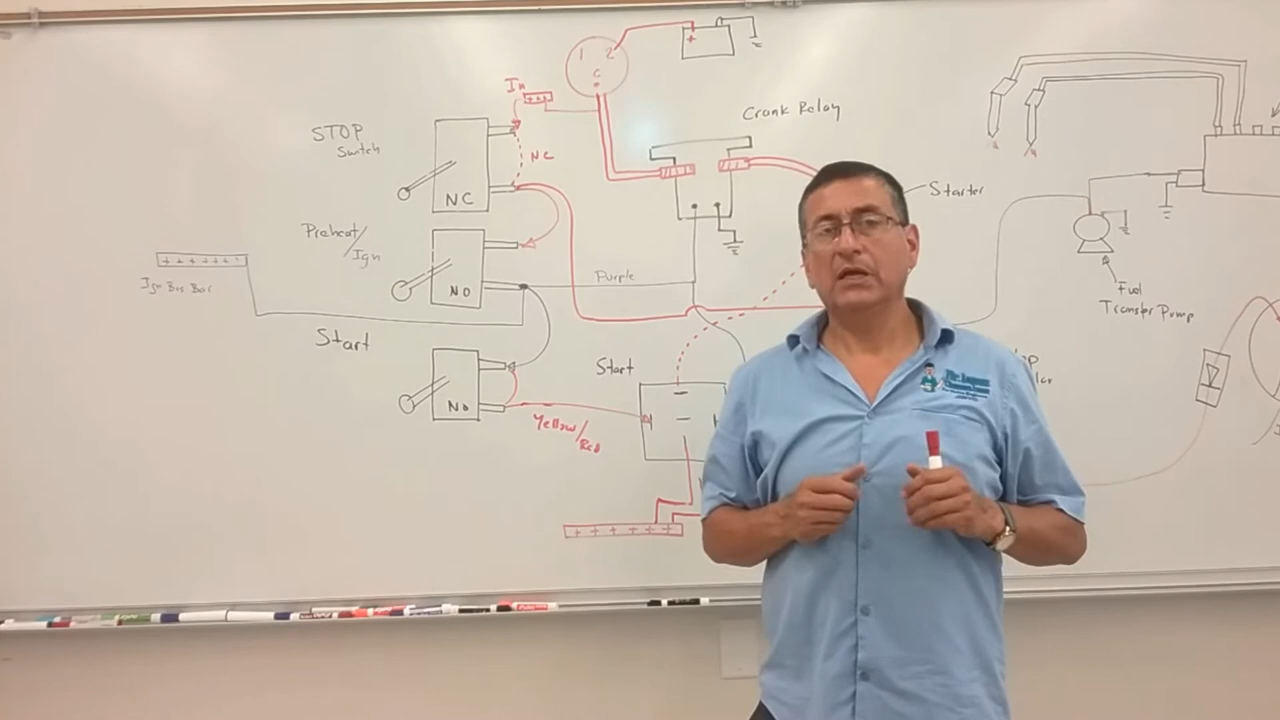 1 2
C
+
In
+++
STOP
Switch
NC
NC
Crank Relay
Starter
Preheat/
Ign
NO
Purple
Ign Bus Bar
Start
NO
Yellow/
Red
Start
Fuel
Transfer Pump